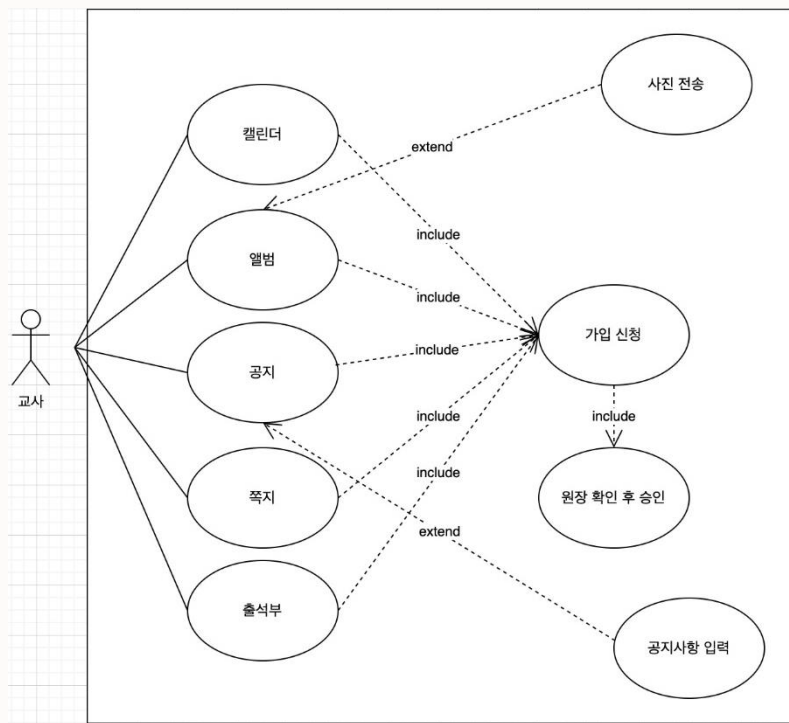 사진 전송
캘린더
extend
include
앨범
include
가입 신청
공지
include
교사
include
include
쪽지
원장 확인 후 승인
include
extend
출석부
공지사항 입력